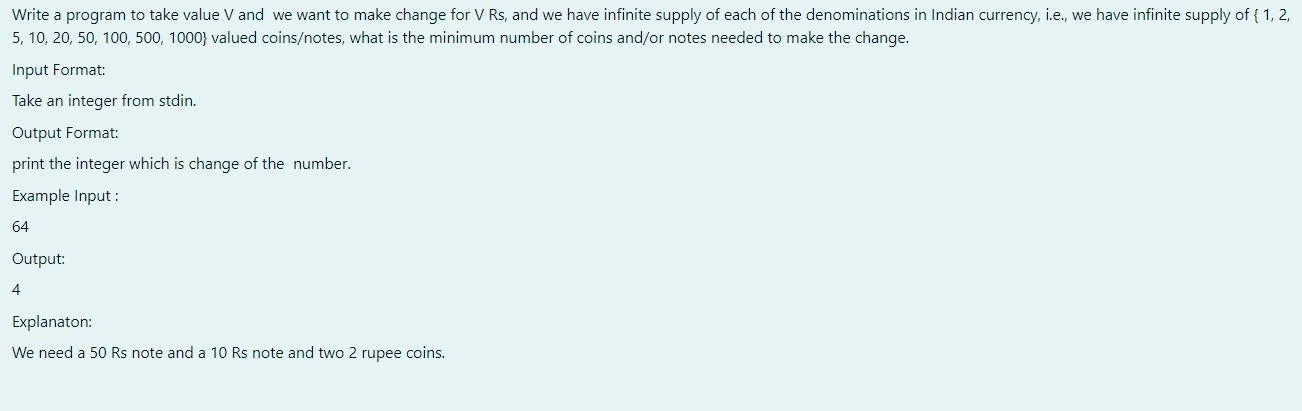 Write a program to take value V and  we want to make change for V Rs, and we have infinite supply of each of the denominations in Indian currency, i.e., we have infinite supply of { 1, 2,
5, 10, 20, 50, 100, 500, 1000} valued coins/notes, what is the minimum number of coins and/or notes needed to make the change.
Input Format:
Take an integer from stdin.
Output Format:
print the integer which is change of the  number.
Example Input :
64
Output:
4
Explanaton:
We need a 50 Rs note and a 10 Rs note and two 2 rupee coins.